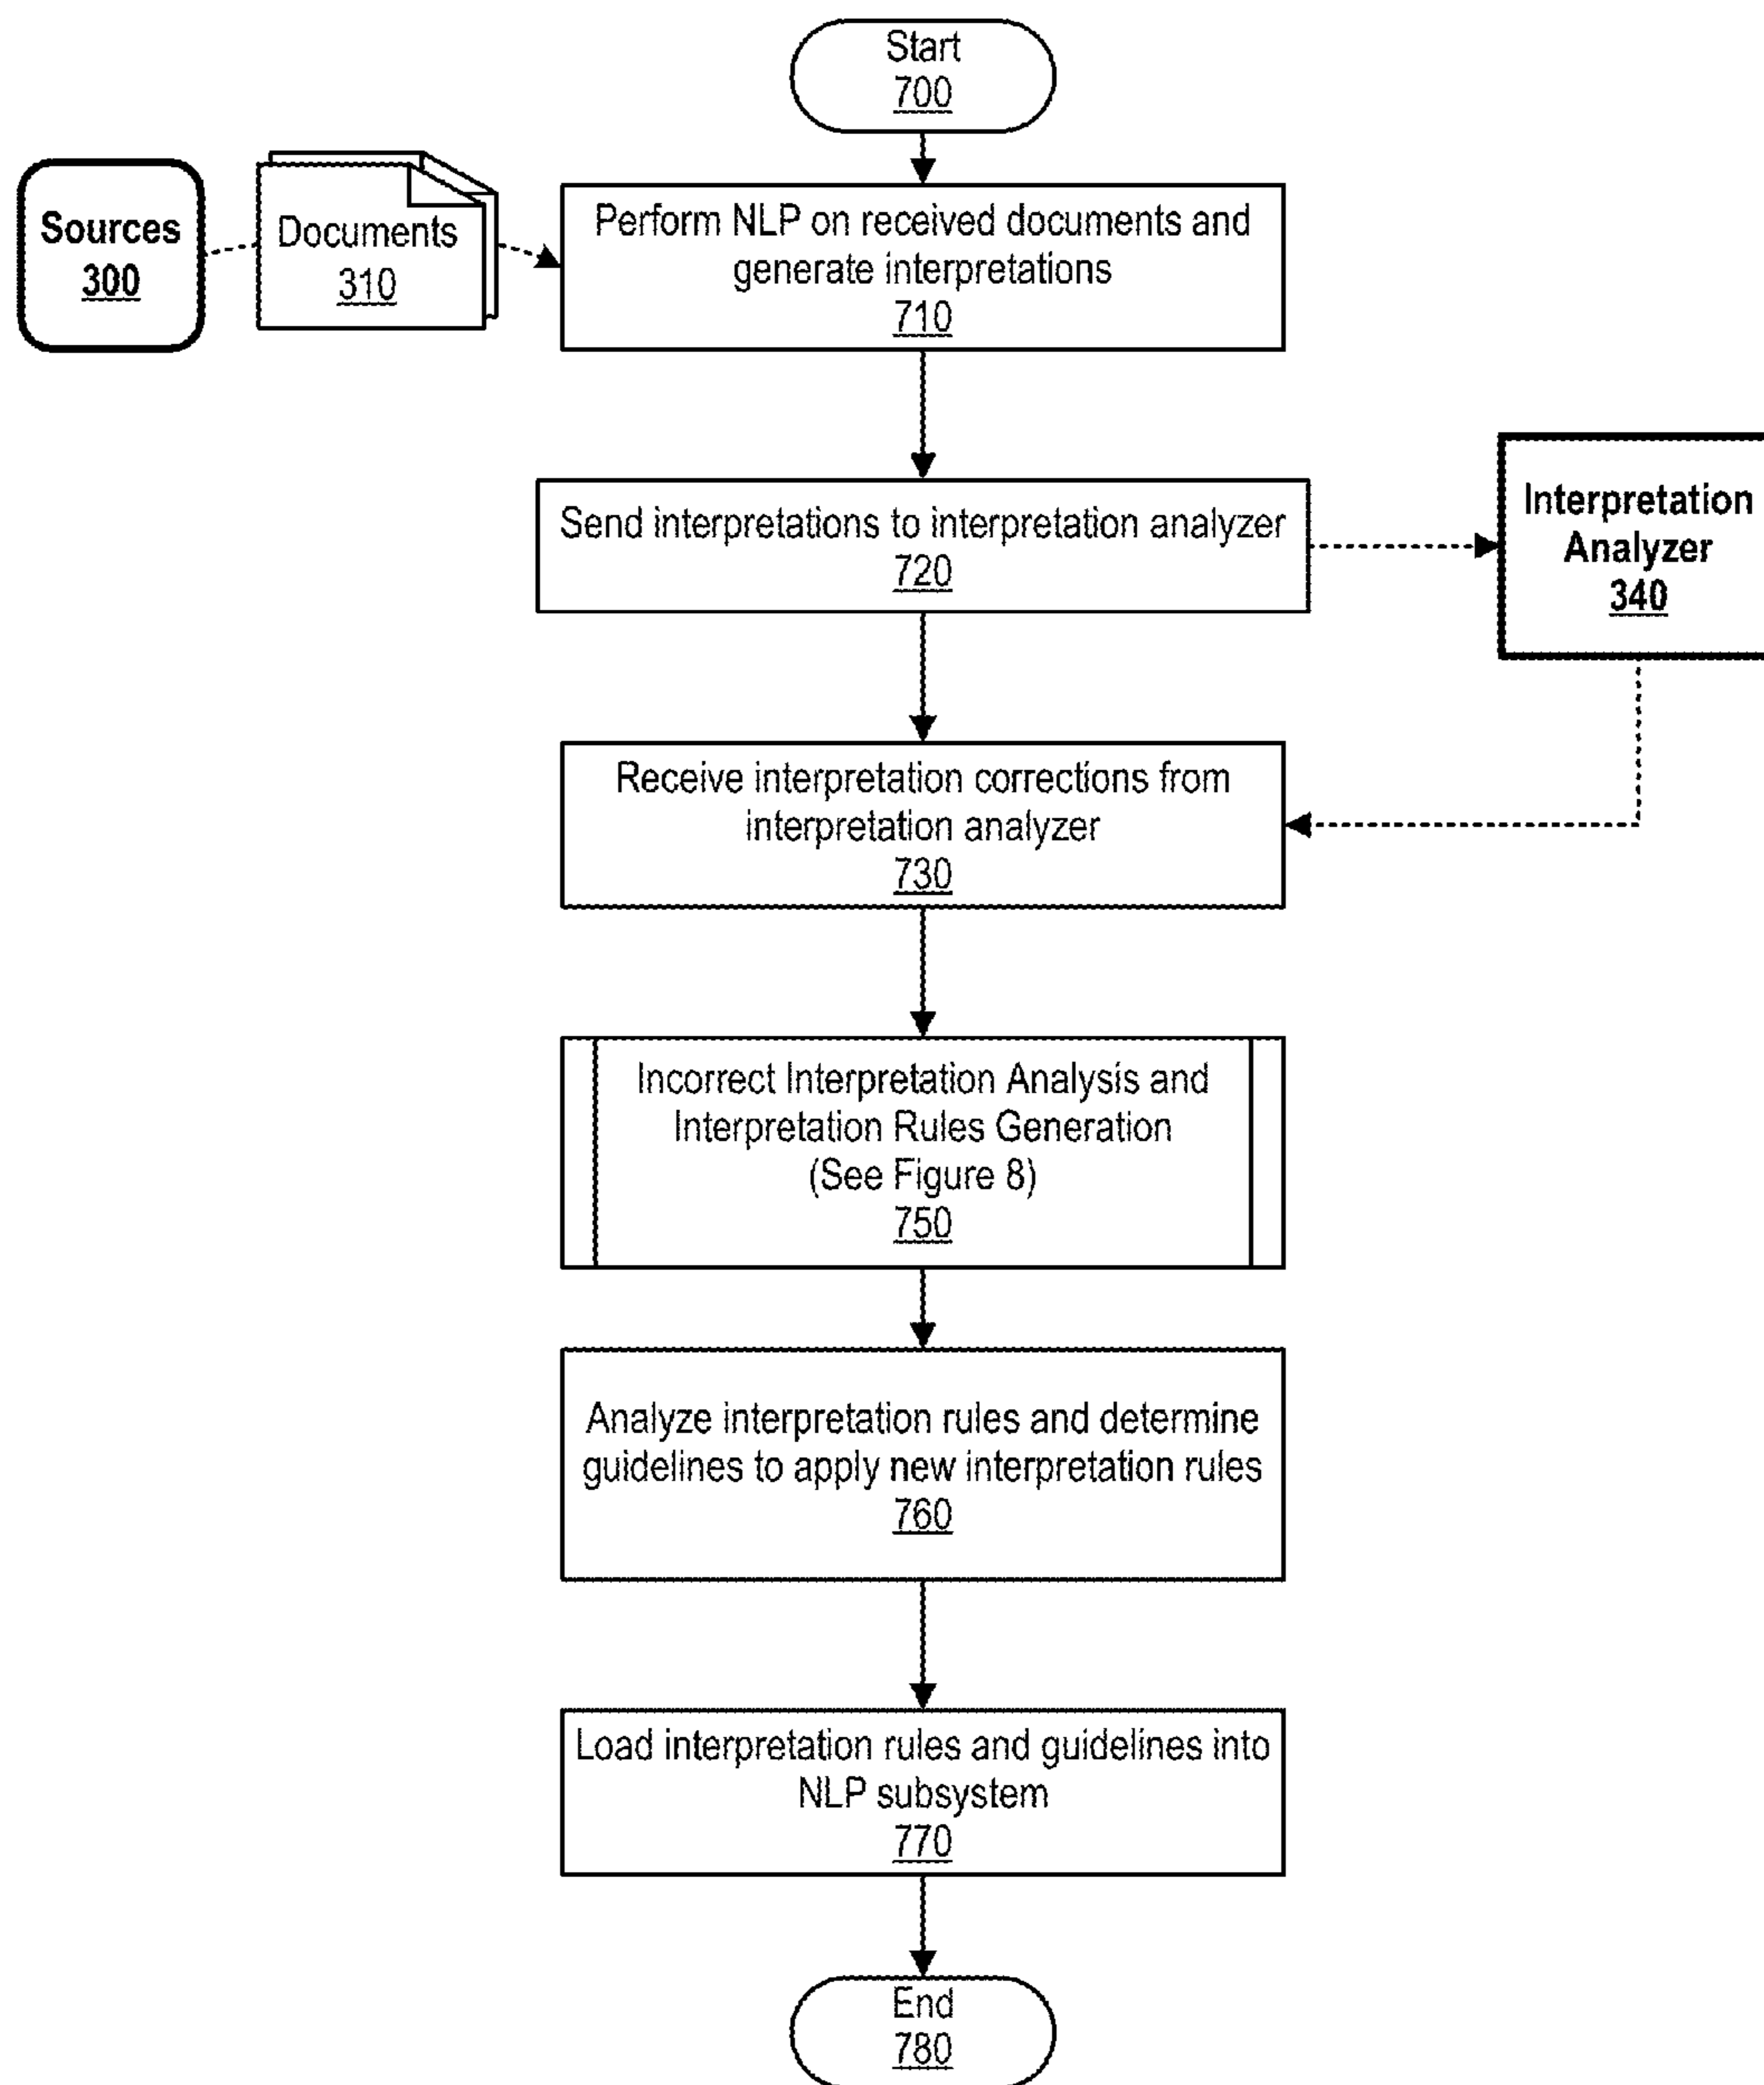 Start
700
Sources
300
Documents
310
Perform NLP on received documents and
generate interpretations
710
Send interpretations to interpretation analyzer
720
Interpretation
Analyzer
340
Receive interpretation corrections from
interpretation analyzer
730
Incorrect Interpretation Analysis and
Interpretation Rules Generation
(See Figure 8)
750
Analyze interpretation rules and determine
guidelines to apply new interpretation rules
760
Load interpretation rules and guidelines into
NLP subsystem
770
End
780